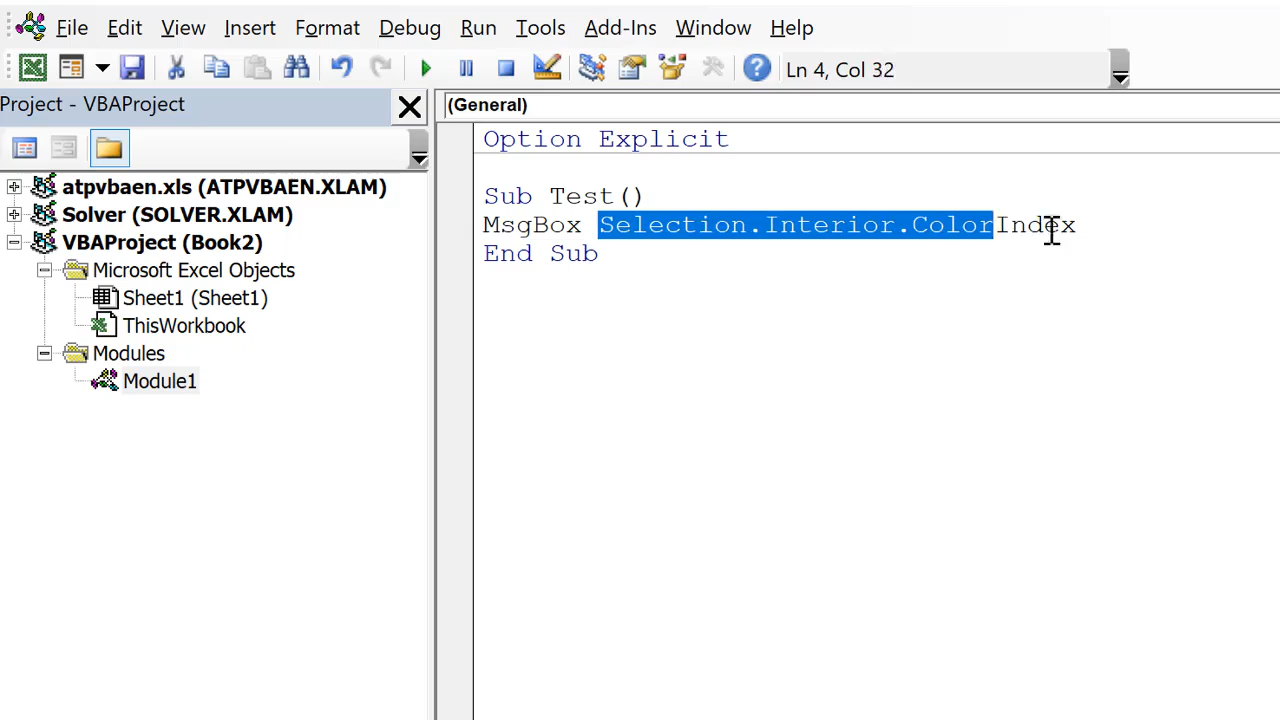 File Edit View Insert Format Debug Run Tools Add-Ins Window Help
Ln 4, Col 32
Project - VBAProject
(General)
atpvbaen.xls (ATPVBAEN.XLAM)
Solver (SOLVER.XLAM)
VBAProject (Book2)
Microsoft Excel Objects
Sheet1 (Sheet1)
ThisWorkbook
Modules
Module1
Option Explicit
Sub Test()
MsgBox Selection.Interior.ColorIndex
End Sub